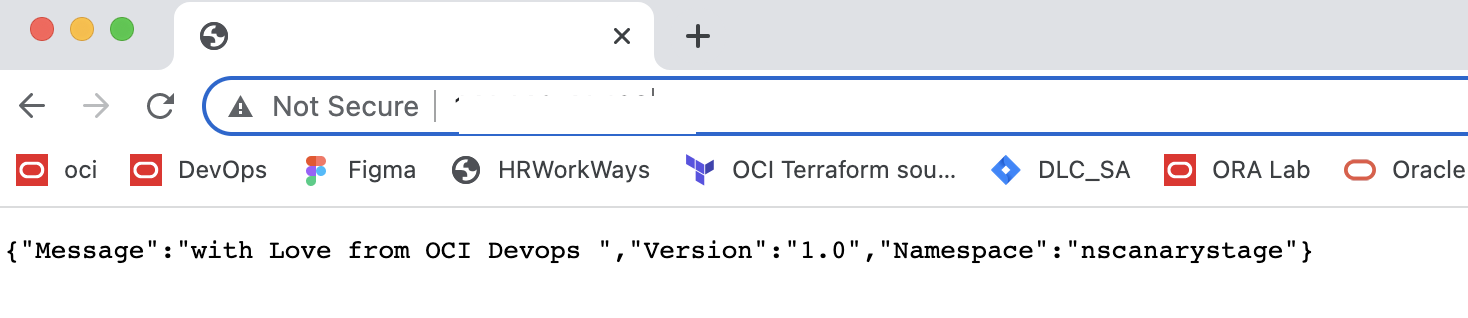 Not Secure
oci DevOps Figma HRWorkWays OCI Terraform sou... DLC_SA ORA Lab Oracle
{"Message":"with Love from OCI Devops ","Version":"1.0","Namespace":"nscanarystage"}